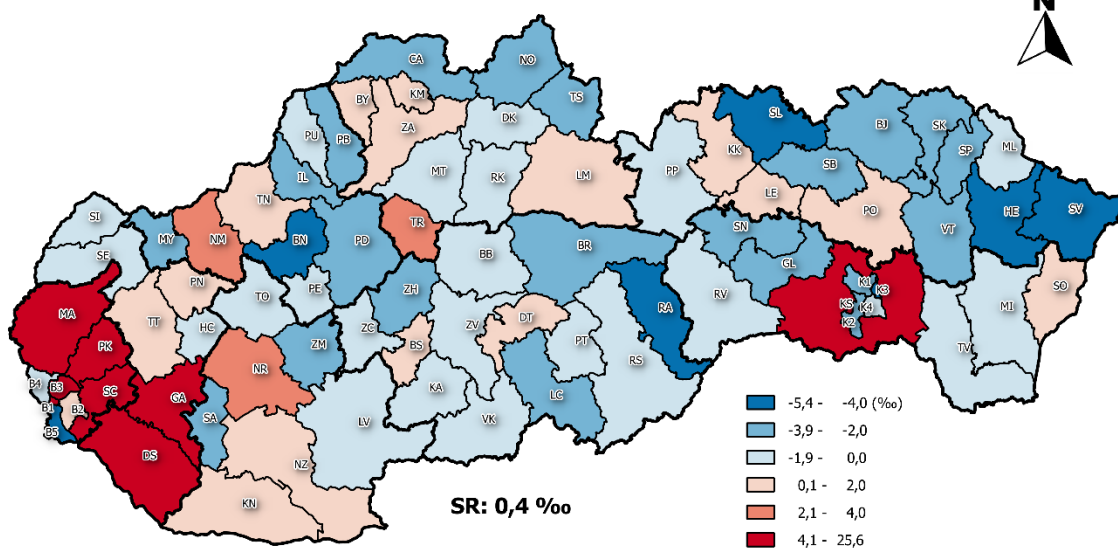 N
CA
NO
TS
BY
KM
PU
PB
ZA
DK
SL
BJ
SK
SP
ML
KK
SB
IL
MT
RK
LM
PP
LE
TN
PO
HE
SV
SI
TR
SN
VT
MY
NM
BN
PD
BB
BR
SE
GL
PN
PE
ZH
K1
K3
SO
TO
RV
MA
K5
K4
MI
TT
HC
ZC
ZV
DT
RA
K2
PK
ZM
BS
PT
TV
B4
B3
SC
NR
KA
RS
GA
B1
B2
LC
SA
LV
VK
B5
DS
NZ
KN
SR: 0,4 ‰
-5,4 - -4,0 (‰)
-3,9 - -2,0
-1,9 - 0,0
0,1 - 2,0
2,1 - 4,0
4,1 - 25,6